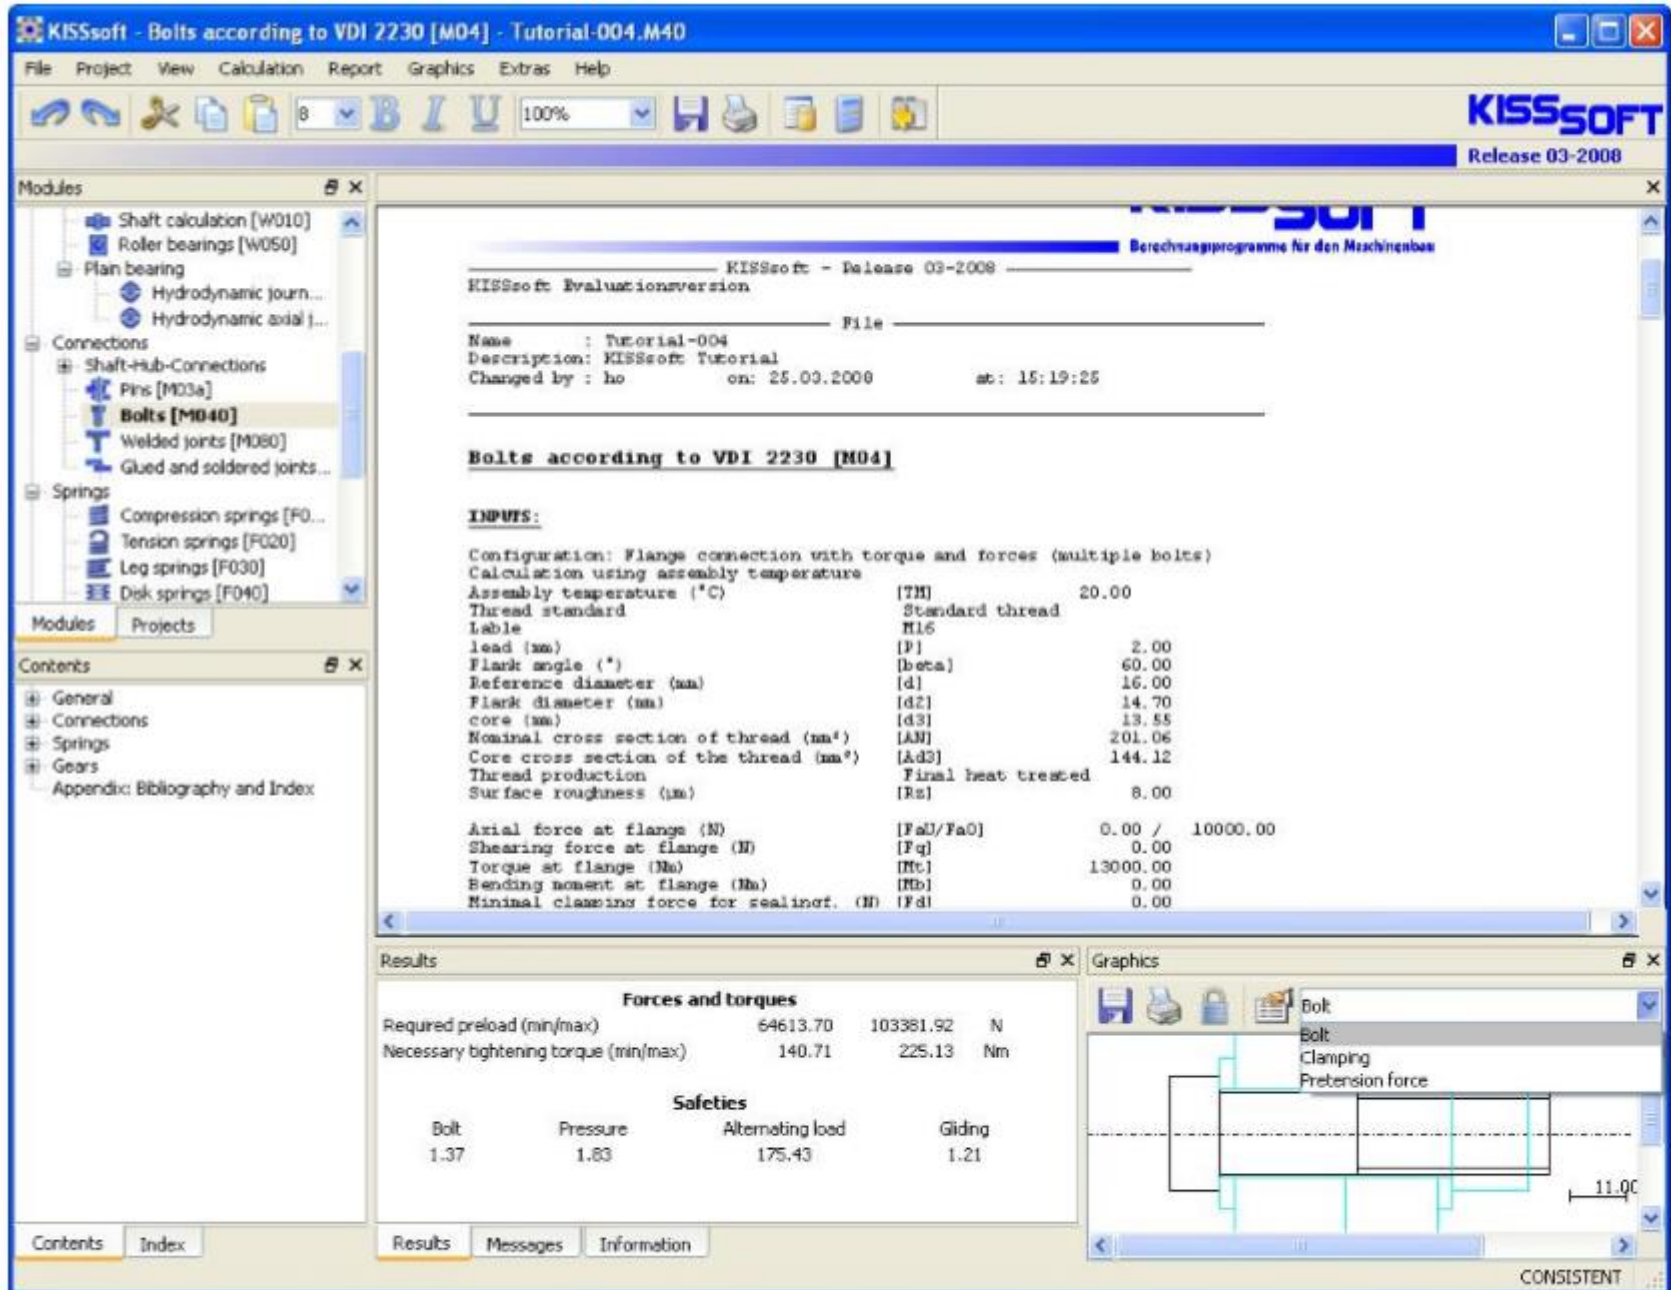 KISSsoft - Bolts according to VDI 2230 [M04] - Tutorial-004.M40
File Project View Calculation Report Graphics Extras Help
8 B I U 100%
KISSsOFT
Release 03-2008
Modules
Shaft calculation [W010]
Roller bearings [W050]
Plain bearing
Hydrodynamic journ...
Hydrodynamic axial j...
Connections
Shaft-Hub-Connections
Pins [M03a]
Bolts [M040]
Welded joints [M080]
Glued and soldered joints...
Springs
Compression springs [F0...
Tension springs [F020]
Leg springs [F030]
Disk springs [F040]
Modules Projects
Contents
General
Connections
Springs
Gears
Appendix: Bibliography and Index
Contents Index
Berechnungsprogramme für den Maschinenbau
KISSsoft - Release 03-2008
KISSsoft Evaluationsversion
File
Name : Tutorial-004
Description: KISSsoft Tutorial
Changed by : ho on: 25.03.2008 at: 15:19:25
Bolts according to VDI 2230 [M04]
INPUTS:
Configuration: Flange connection with torque and forces (multiple bolts)
Calculation using assembly temperature
Assembly temperature (°C) [TM] 20.00
Thread standard Standard thread
Lable M16
lead (mm) [P] 2.00
Flank angle (°) [beta] 60.00
Reference diameter (mm) [d] 16.00
Flank diameter (mm) [d2] 14.70
core (mm) [d3] 13.55
Nominal cross section of thread (mm²) [AN] 201.06
Core cross section of the thread (mm²) [Ad3] 144.12
Thread production Final heat treated
Surface roughness (µm) [Rz] 8.00
Axial force at flange (N) [FaU/FaO] 0.00 / 10000.00
Shearing force at flange (N) [Fq] 0.00
Torque at flange (Nm) [Mt] 13000.00
Bending moment at flange (Nm) [Mb] 0.00
Minimal clamping force for sealingf. (N) [Fd] 0.00
Results
Forces and torques
Required preload (min/max) 64613.70 103381.92 N
Necessary tightening torque (min/max) 140.71 225.13 Nm
Safeties
Bolt Pressure Alternating load Gliding
1.37 1.83 175.43 1.21
Results Messages Information
Graphics
Bolt
Bolt
Clamping
Pretension force
11.00
CONSISTENT